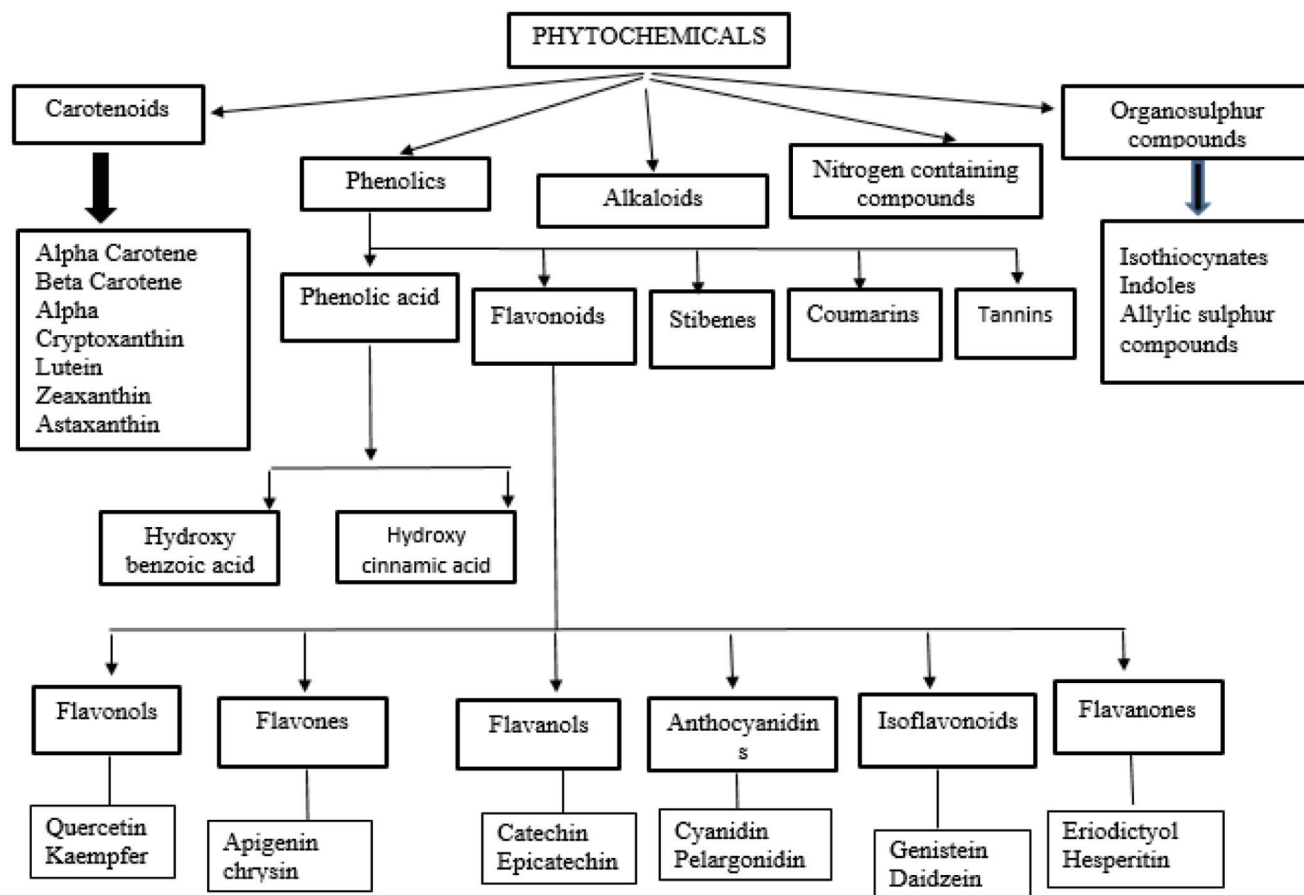 PHYTOCHEMICALS
Carotenoids
Phenolics
Alkaloids
Nitrogen containing
compounds
Organosulphur
compounds
Alpha Carotene
Beta Carotene
Alpha
Cryptoxanthin
Lutein
Zeaxanthin
Astaxanthin
Phenolic acid
Flavonoids
Stibenes
Coumarins
Tannins
Isothiocynates
Indoles
Allylic sulphur
compounds
Hydroxy
benzoic acid
Hydroxy
cinnamic acid
Flavonols
Flavones
Flavanols
Anthocyanidin
s
Isoflavonoids
Flavanones
Quercetin
Kaempfer
Apigenin
chrysin
Catechin
Epicatechin
Cyanidin
Pelargonidin
Genistein
Daidzein
Eriodictyol
Hesperitin